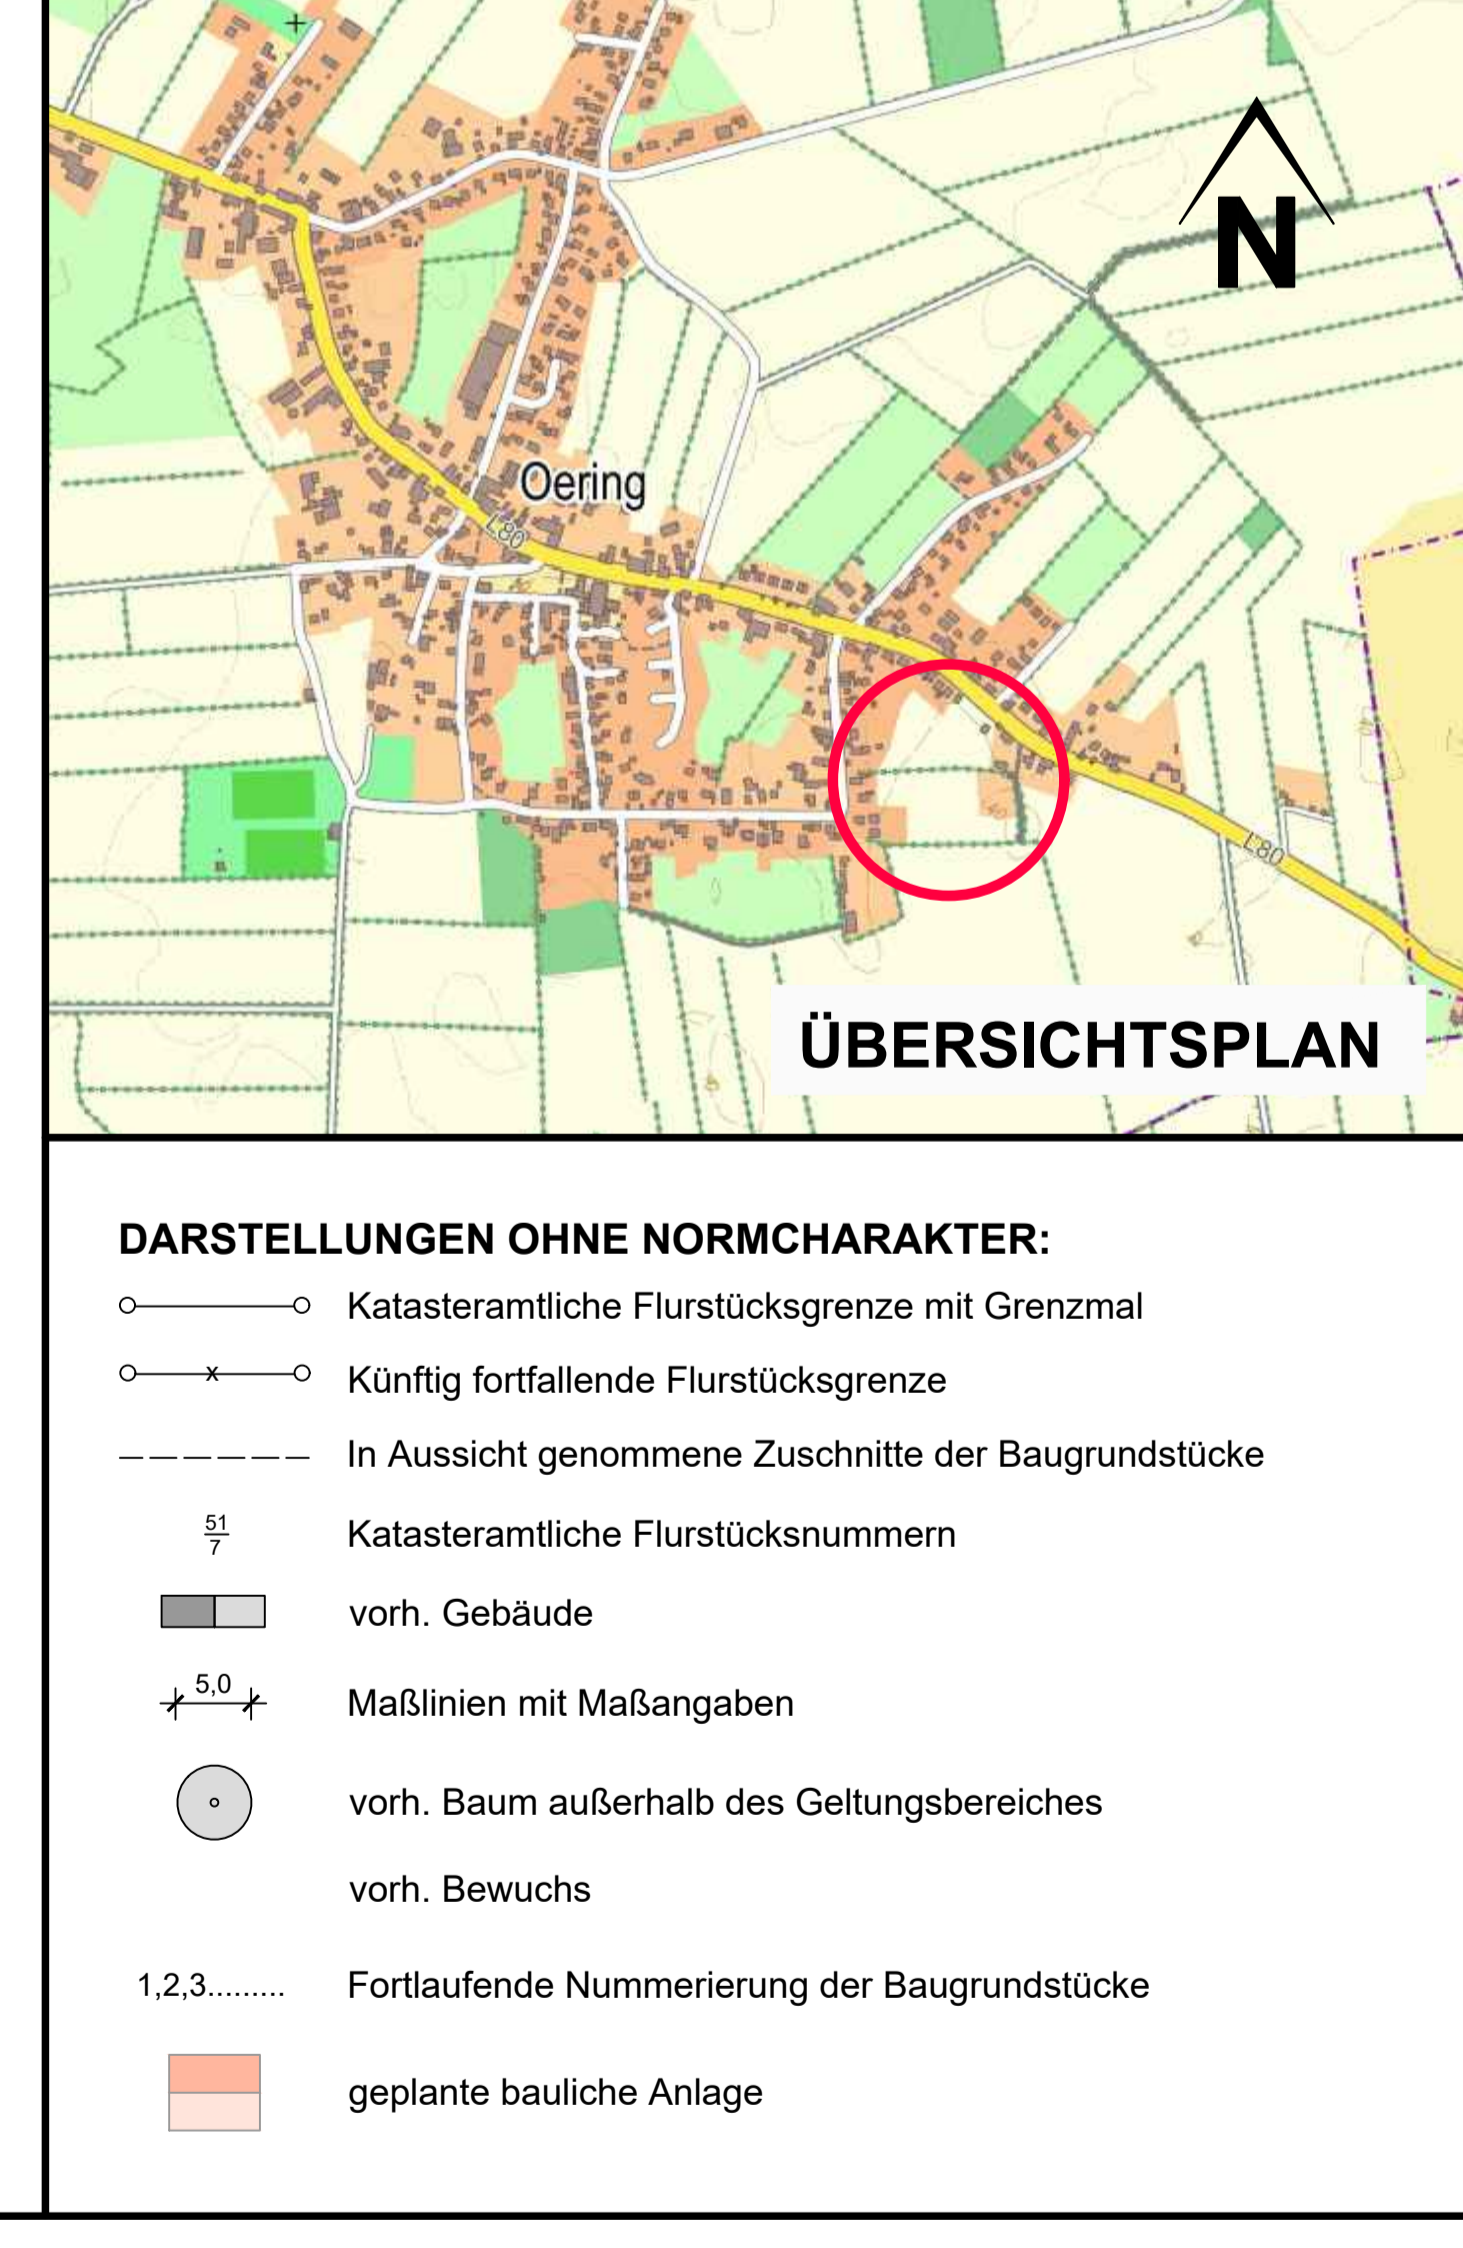 N
Oering
L80
L80
ÜBERSICHTSPLAN
DARSTELLUNGEN OHNE NORMCHARAKTER:
Katasteramtliche Flurstücksgrenze mit Grenzmal
x Künftig fortfallende Flurstücksgrenze
In Aussicht genommene Zuschnitte der Baugrundstücke
51
7
Katasteramtliche Flurstücksnummern
vorh. Gebäude
5,0
Maßlinien mit Maßangaben
vorh. Baum außerhalb des Geltungsbereiches
vorh. Bewuchs
1,2,3......... Fortlaufende Nummerierung der Baugrundstücke
geplante bauliche Anlage